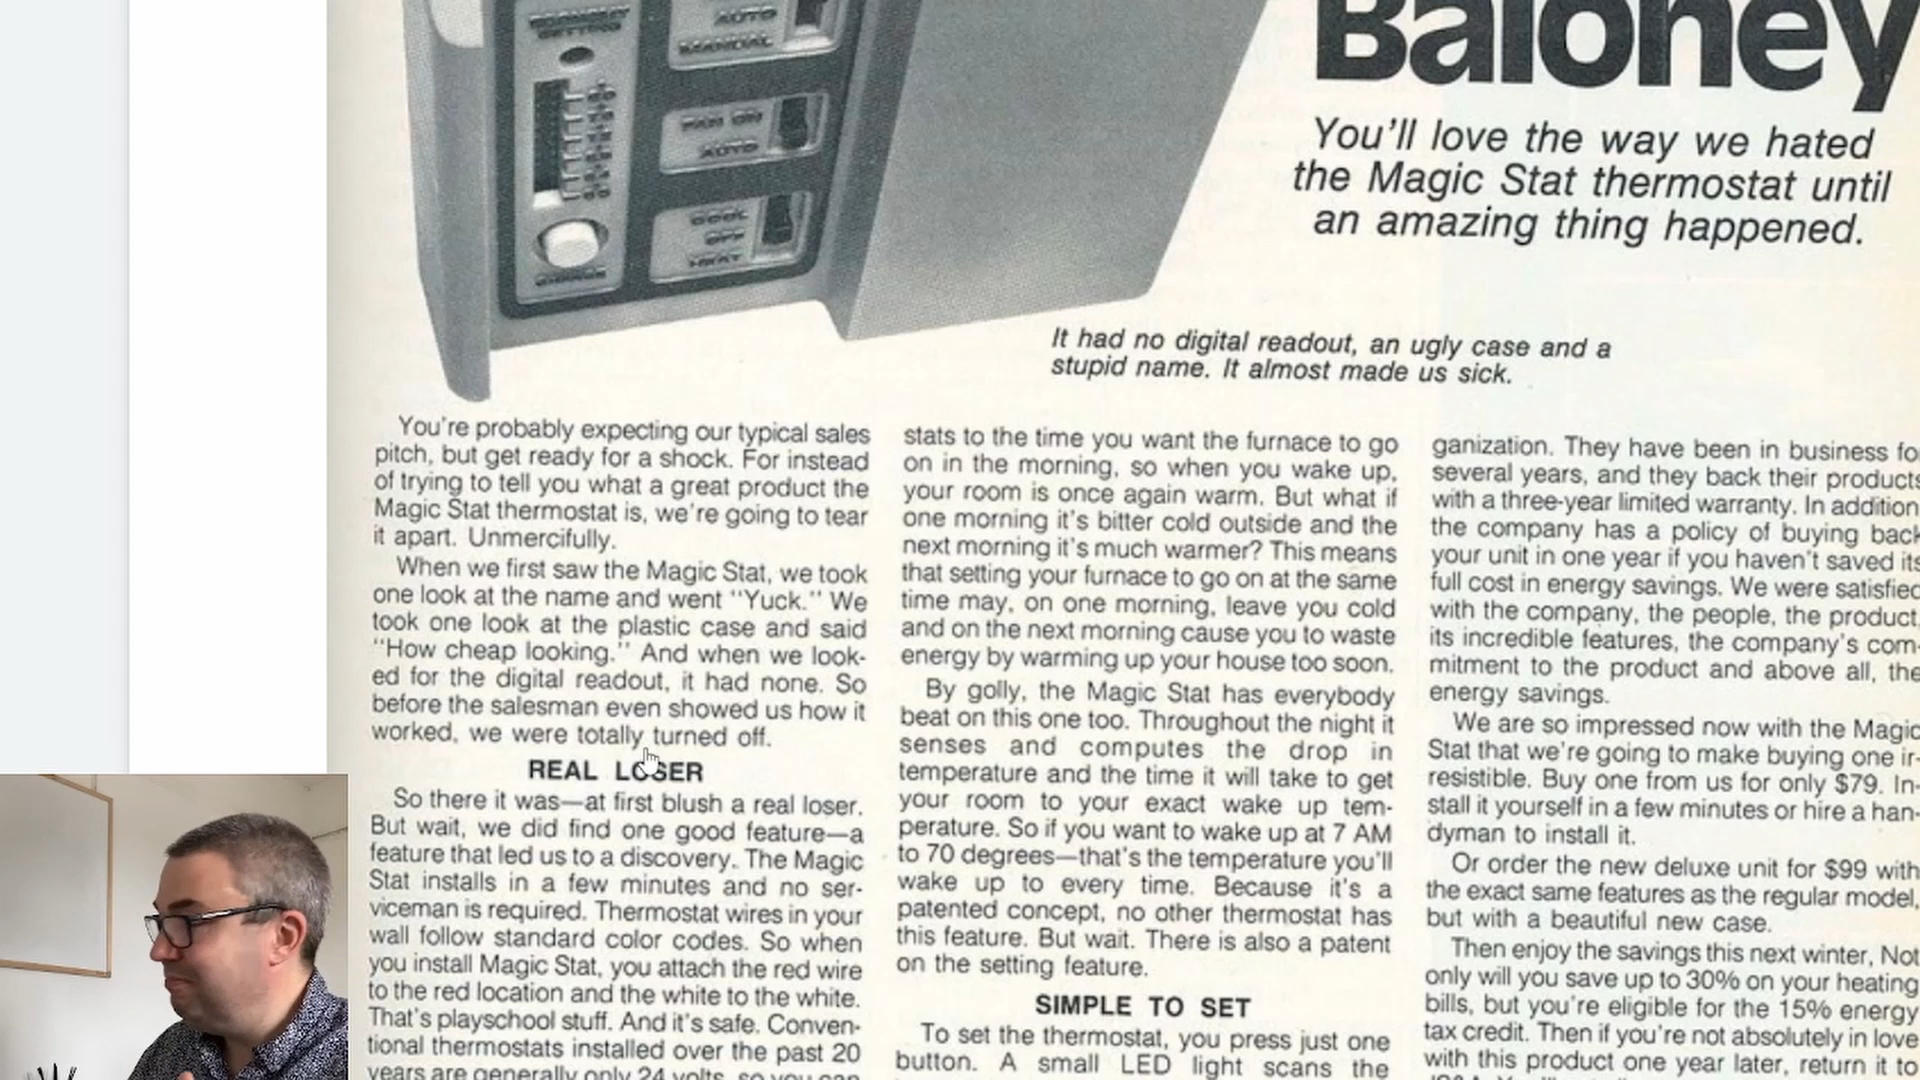 AUTO
MANUAL
FAN ON
AUTO
COOL
OFF
HEAT
Baloney
You'll love the way we hated
the Magic Stat thermostat until
an amazing thing happened.
It had no digital readout, an ugly case and a
stupid name. It almost made us sick.
You're probably expecting our typical sales
pitch, but get ready for a shock. For instead
of trying to tell you what a great product the
Magic Stat thermostat is, we're going to tear
it apart. Unmercifully.
When we first saw the Magic Stat, we took
one look at the name and went "Yuck." We
took one look at the plastic case and said
"How cheap looking." And when we look-
ed for the digital readout, it had none. So
before the salesman even showed us how it
worked, we were totally turned off.
REAL LOSER
So there it was—at first blush a real loser.
But wait, we did find one good feature—a
feature that led us to a discovery. The Magic
Stat installs in a few minutes and no ser-
viceman is required. Thermostat wires in your
wall follow standard color codes. So when
you install Magic Stat, you attach the red wire
to the red location and the white to the white.
That's playschool stuff. And it's safe. Conven-
tional thermostats installed over the past 20
years are generally only 24 volts, so you can
stats to the time you want the furnace to go
on in the morning, so when you wake up,
your room is once again warm. But what if
one morning it's bitter cold outside and the
next morning it's much warmer? This means
that setting your furnace to go on at the same
time may, on one morning, leave you cold
and on the next morning cause you to waste
energy by warming up your house too soon.
By golly, the Magic Stat has everybody
beat on this one too. Throughout the night it
senses and computes the drop in
temperature and the time it will take to get
your room to your exact wake up tem-
perature. So if you want to wake up at 7 AM
to 70 degrees—that's the temperature you'll
wake up to every time. Because it's a
patented concept, no other thermostat has
this feature. But wait. There is also a patent
on the setting feature.
SIMPLE TO SET
To set the thermostat, you press just one
button. A small LED light scans the
ganization. They have been in business for
several years, and they back their products
with a three-year limited warranty. In addition
the company has a policy of buying back
your unit in one year if you haven't saved its
full cost in energy savings. We were satisfied
with the company, the people, the product,
its incredible features, the company's com-
mitment to the product and above all, the
energy savings.
We are so impressed now with the Magic
Stat that we're going to make buying one ir-
resistible. Buy one from us for only $79. In-
stall it yourself in a few minutes or hire a han-
dyman to install it.
Or order the new deluxe unit for $99 with
the exact same features as the regular model,
but with a beautiful new case.
Then enjoy the savings this next winter. Not
only will you save up to 30% on your heating
bills, but you're eligible for the 15% energy
tax credit. Then if you're not absolutely in love
with this product one year later, return it to